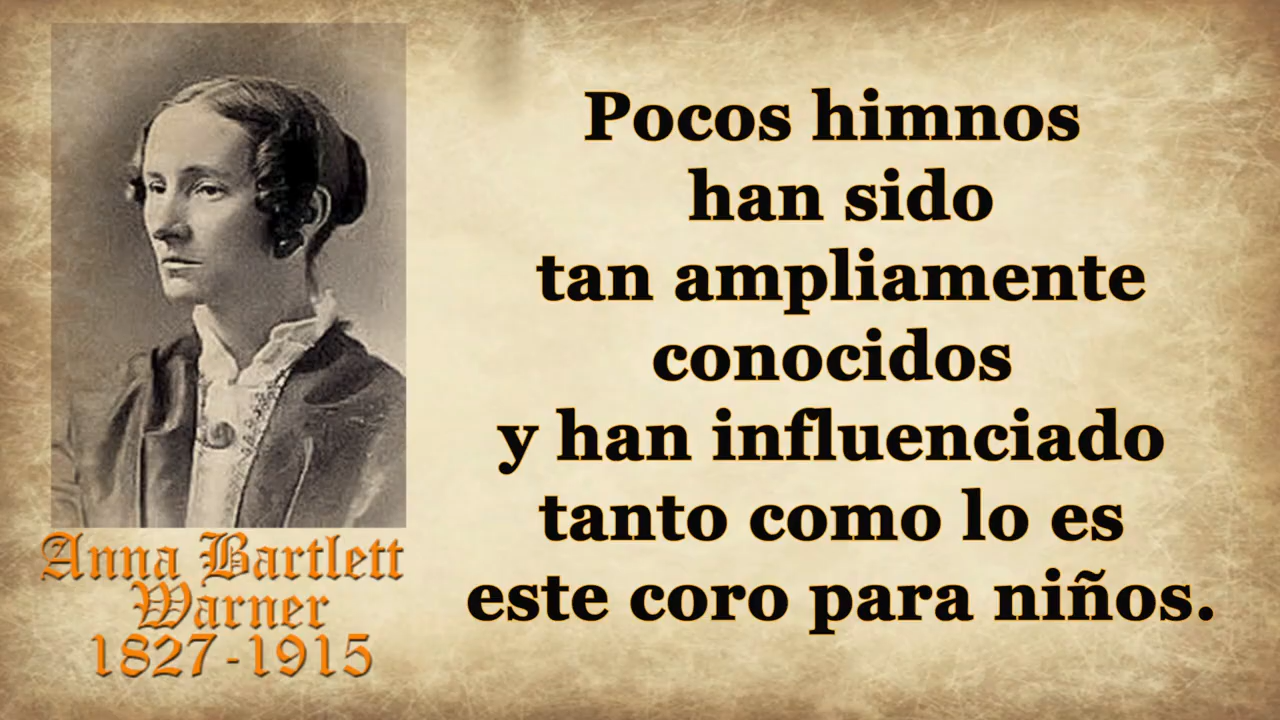 Pocos himnos
han sido
tan ampliamente
conocidos
y han influenciado
tanto como lo es
este coro para niños.
Anna Bartlett
Warner
1827-1915